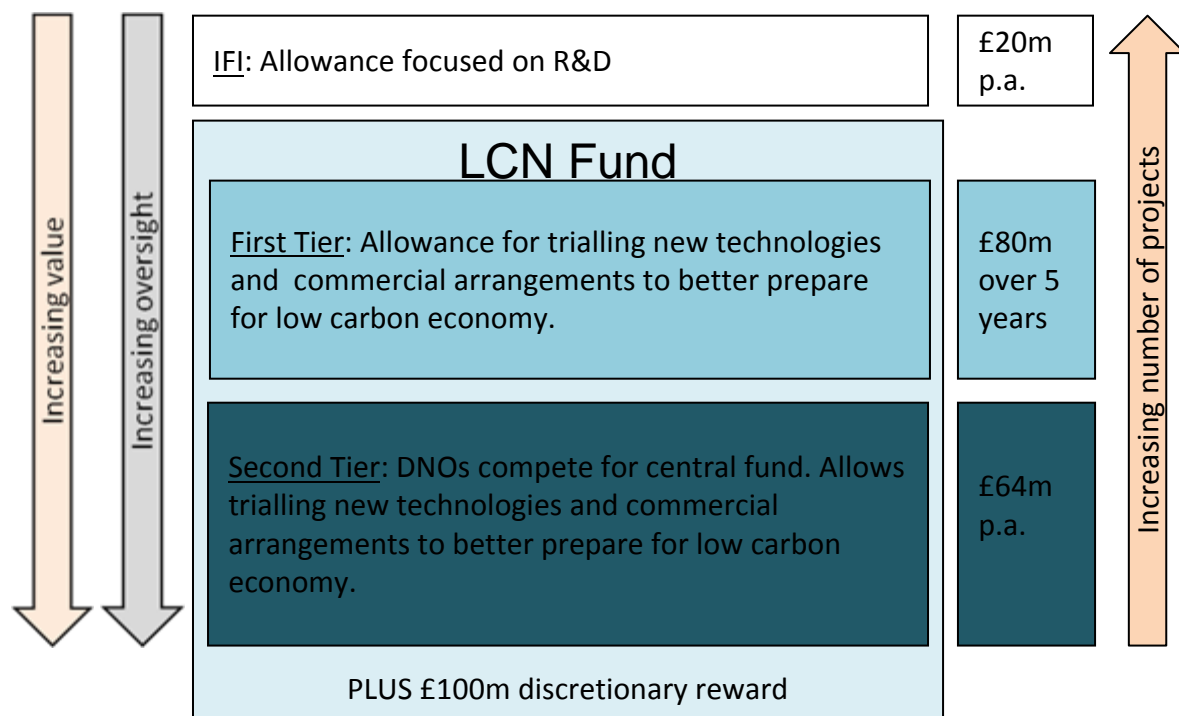 IFI: Allowance focused on R&D
£20m
p.a.
LCN Fund
First Tier: Allowance for trialling new technologies
and commercial arrangements to better prepare
for low carbon economy.
£80m
over 5
years
Second Tier: DNOs compete for central fund. Allows
trialling new technologies and commercial
arrangements to better prepare for low carbon
economy.
£64m
p.a.
PLUS £100m discretionary reward
Increasing value
Increasing oversight
Increasing number of projects